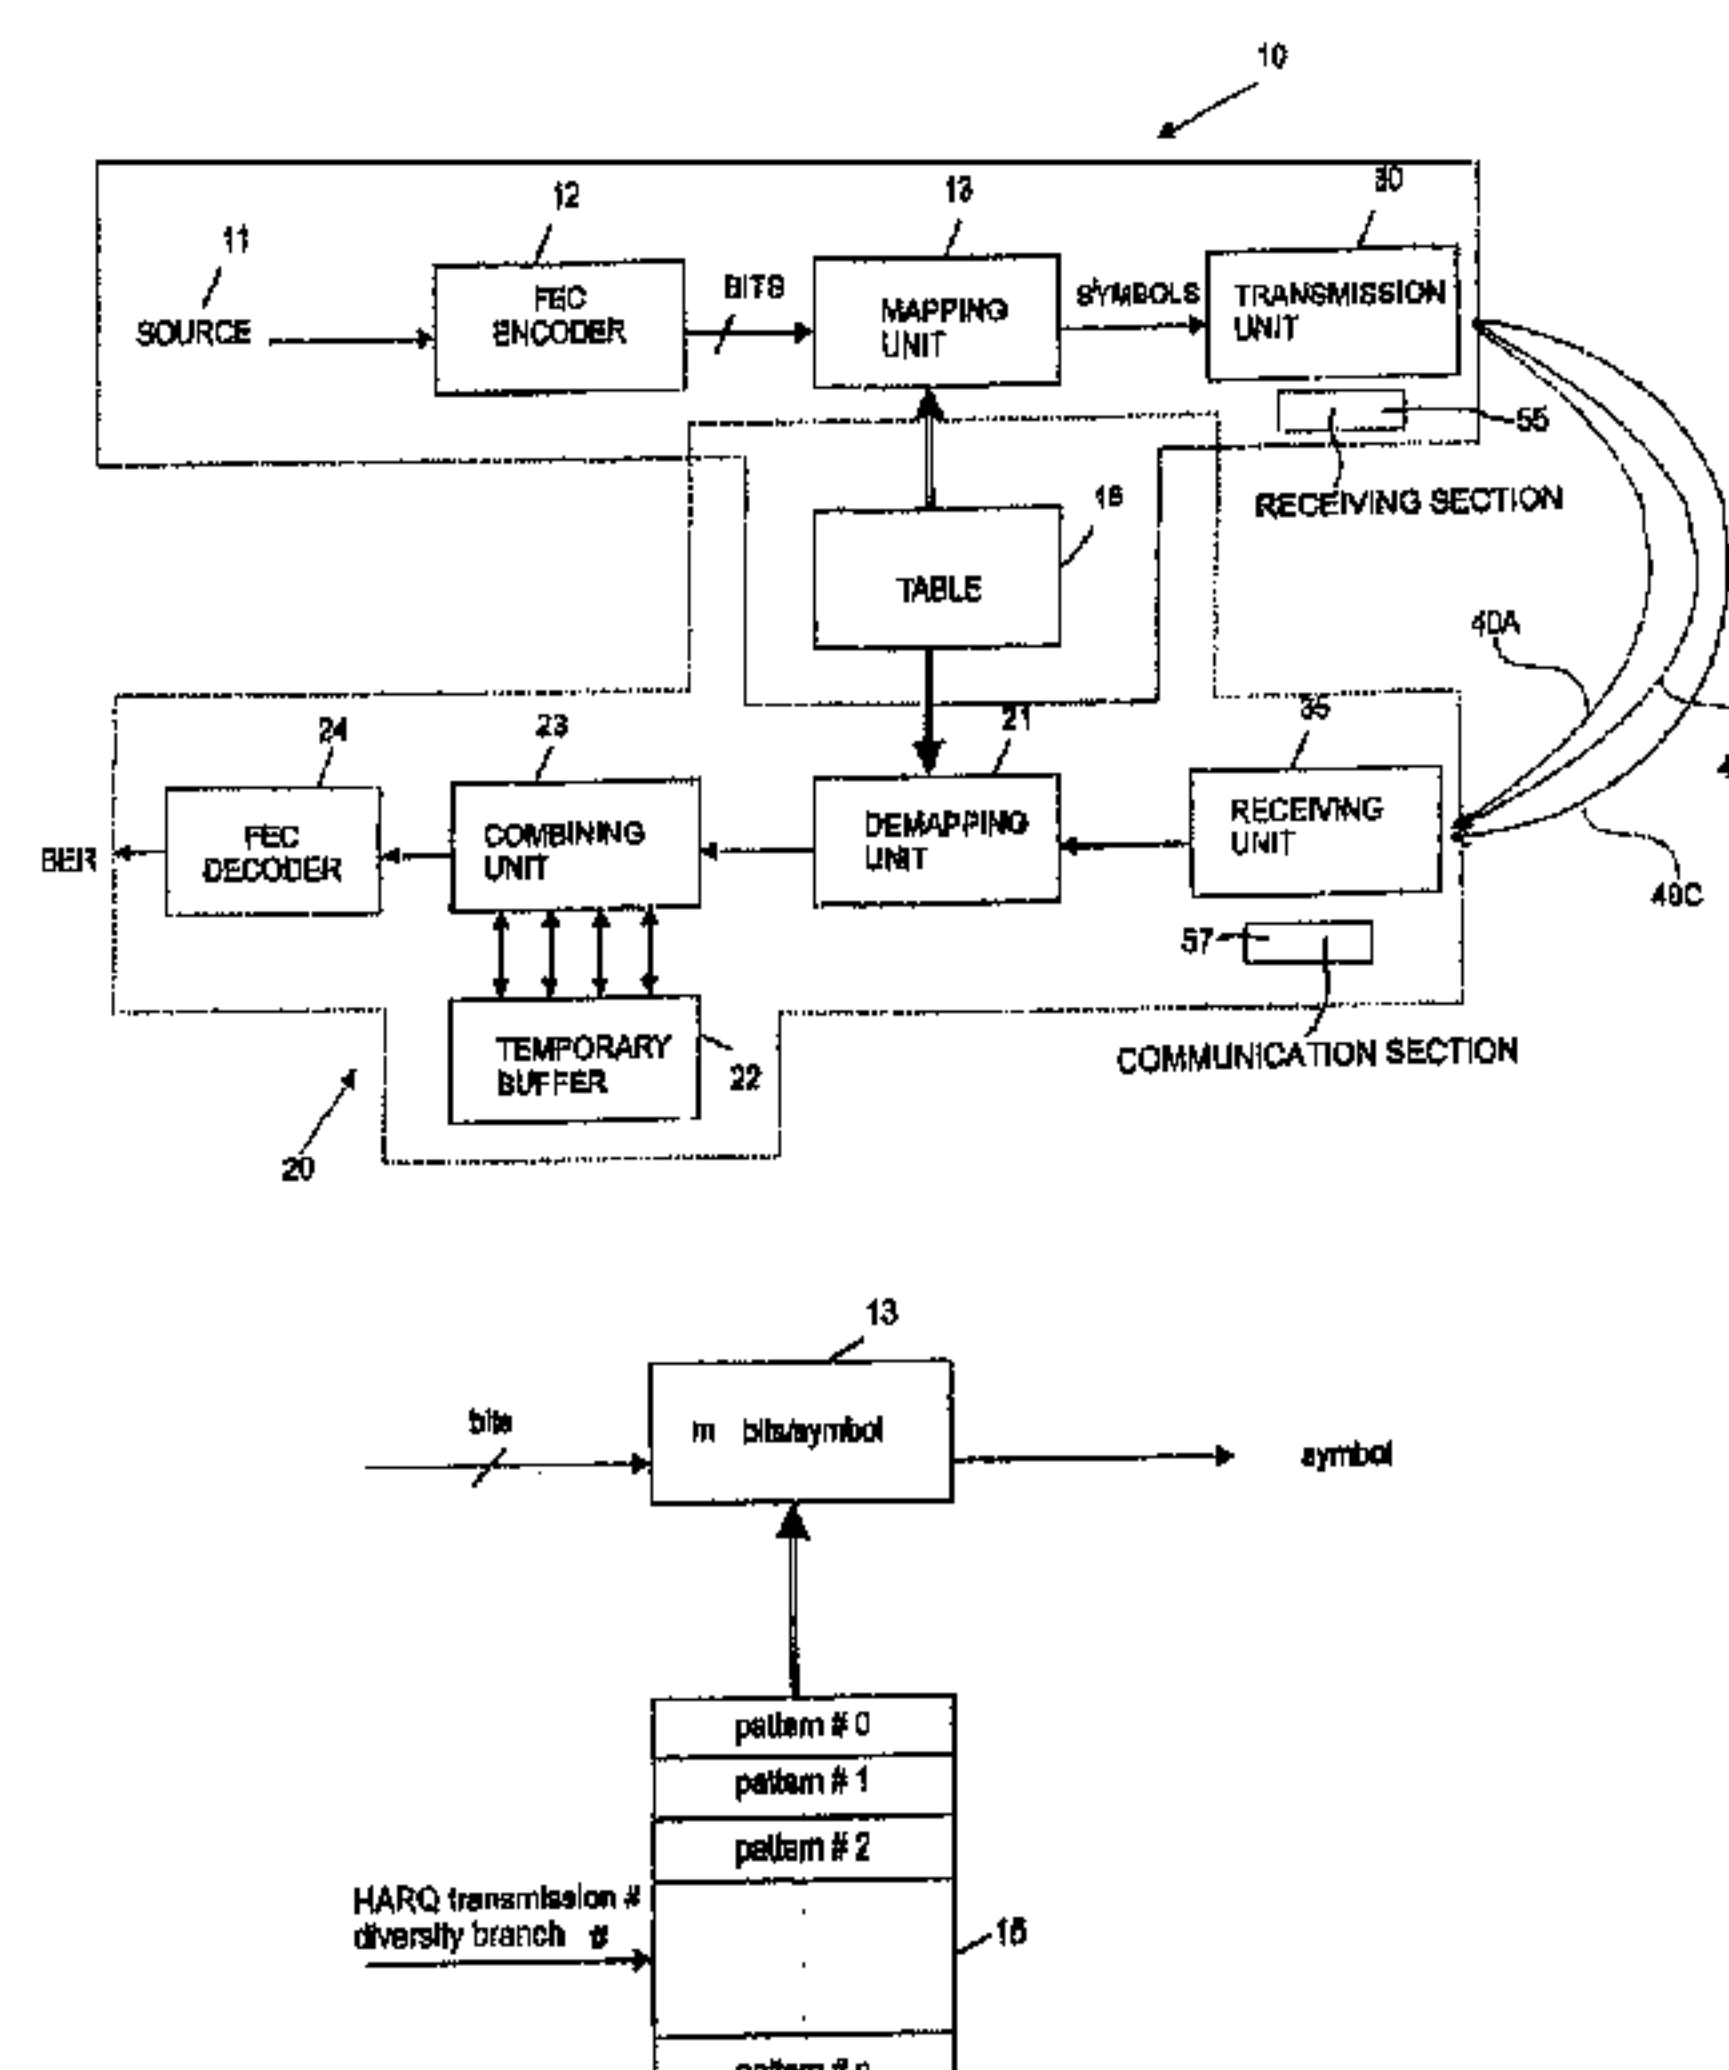 10
11
SOURCE
12
FEC
ENCODER
BITS
13
MAPPING
UNIT
SYMBOLS
30
TRANSMISSION
UNIT
55
RECEIVING SECTION
TABLE
40A
24
FEC
DECODER
BER
23
COMBINING
UNIT
21
DEMAPPING
UNIT
35
RECEIVING
UNIT
40C
57
COMMUNICATION SECTION
TEMPORARY
BUFFER
22
20
13
bits
m bits/symbol
symbol
pattern # 0
pattern # 1
pattern # 2
HARQ transmission #
diversity branch #
15
pattern # n